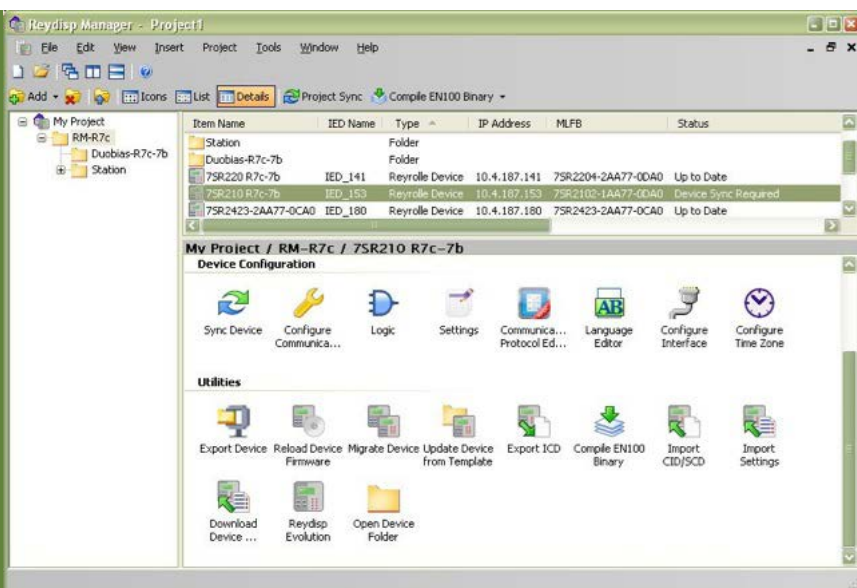 Reydisp Manager - Project1
File Edit View Insert Project Tools Window Help
Add Icons List Details Project Sync Compile EN100 Binary
My Project
RM-R7c
Duobias-R7c-7b
Station
Item Name IED Name Type IP Address MLFB Status
Station Folder
Duobias-R7c-7b Folder
7SR220 R7c-7b IED_141 Reyrolle Device 10.4.187.141 7SR2204-2AA77-0DA0 Up to Date
7SR210 R7c-7b IED_153 Reyrolle Device 10.4.187.153 7SR2102-1AA77-0DA0 Device Sync Required
7SR2423-2AA77-0CA0 IED_180 Reyrolle Device 10.4.187.180 7SR2423-2AA77-0CA0 Up to Date
My Project / RM-R7c / 7SR210 R7c-7b
Device Configuration
Sync Device
Configure
Communica...
Logic
Settings
Communica...
Protocol Ed...
AB
Language
Editor
Configure
Interface
Configure
Time Zone
Utilities
Export Device
Reload Device
Firmware
Migrate Device
Update Device
from Template
Export ICD
Compile EN100
Binary
Import
CID/SCD
Import
Settings
Download
Device ...
Reydisp
Evolution
Open Device
Folder